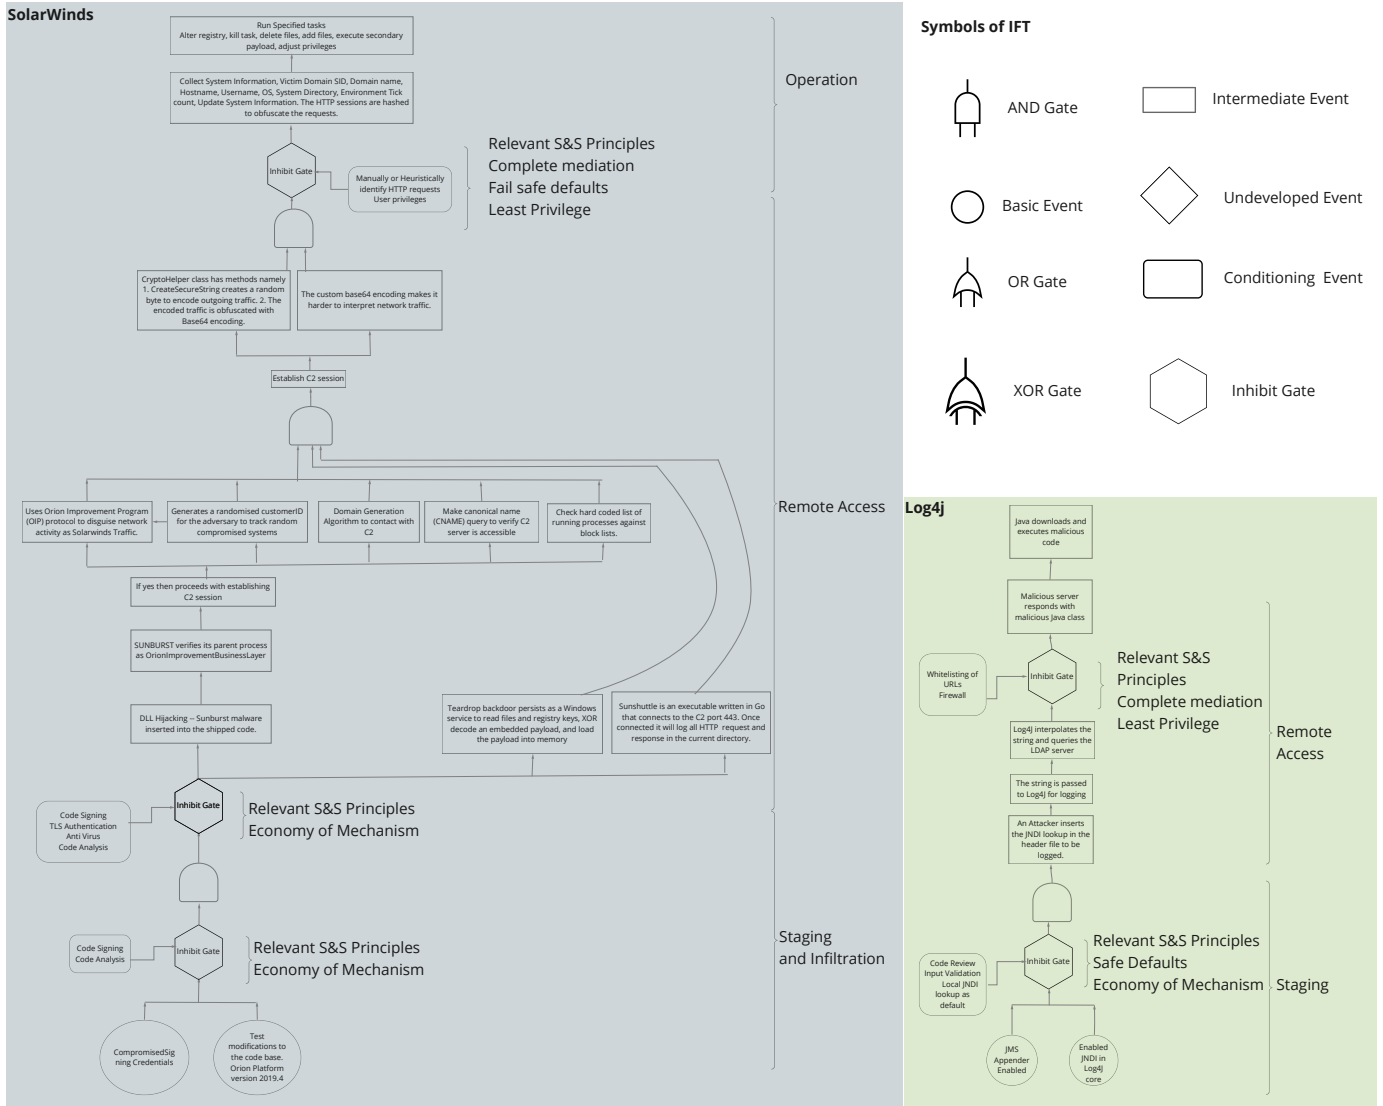 SolarWinds
Run Specified tasks
Alter registry, kill task, delete files, add files, execute secondary
payload, adjust privileges
Collect System Information, Victim Domain SID, Domain name,
Hostname, Username, OS, System Directory, Environment Tick
count, Update System Information. The HTTP sessions are hashed
to obfuscate the requests.
Operation
Inhibit Gate
Manually or Heuristically
identify HTTP requests
User privileges
Relevant S&S Principles
Complete mediation
Fail safe defaults
Least Privilege
CryptoHelper class has methods namely
1. CreateSecureString creates a random
byte to encode outgoing traffic. 2. The
encoded traffic is obfuscated with
Base64 encoding.
The custom base64 encoding makes it
harder to interpret network traffic.
Establish C2 session
Uses Orion Improvement Program
(OIP) protocol to disguise network
activity as Solarwinds Traffic.
Generates a randomised customerID
for the adversary to track random
compromised systems
Domain Generation
Algorithm to contact with
C2
Make canonical name
(CNAME) query to verify C2
server is accessible
Check hard coded list of
running processes against
block lists.
Remote Access
If yes then proceeds with establishing
C2 session
SUNBURST verifies its parent process
as OrionImprovementBusinessLayer
DLL Hijacking -- Sunburst malware
inserted into the shipped code.
Teardrop backdoor persists as a Windows
service to read files and registry keys, XOR
decode an embedded payload, and load
the payload into memory
Sunshuttle is an executable written in Go
that connects to the C2 port 443. Once
connected it will log all HTTP request and
response in the current directory.
Inhibit Gate
Code Signing
TLS Authentication
Anti Virus
Code Analysis
Relevant S&S Principles
Economy of Mechanism
Code Signing
Code Analysis
Inhibit Gate
Relevant S&S Principles
Economy of Mechanism
Staging
and Infiltration
CompromisedSig
ning Credentials
Test
modifications to
the code base.
Orion Platform
version 2019.4
Symbols of IFT
AND Gate
Intermediate Event
Basic Event
Undeveloped Event
OR Gate
Conditioning Event
XOR Gate
Inhibit Gate
Log4j
Java downloads and
executes malicious
code
Malicious server
responds with
malicious Java class
Whitelisting of
URLs
Firewall
Inhibit Gate
Relevant S&S
Principles
Complete mediation
Least Privilege
Log4J interpolates the
string and queries the
LDAP server
Remote
Access
The string is passed
to Log4J for logging
An Attacker inserts
the JNDI lookup in the
header file to be
logged.
Code Review
Input Validation
Local JNDI
lookup as
default
Inhibit Gate
Relevant S&S Principles
Safe Defaults
Economy of Mechanism
Staging
JMS
Appender
Enabled
Enabled
JNDI in
Log4J
core